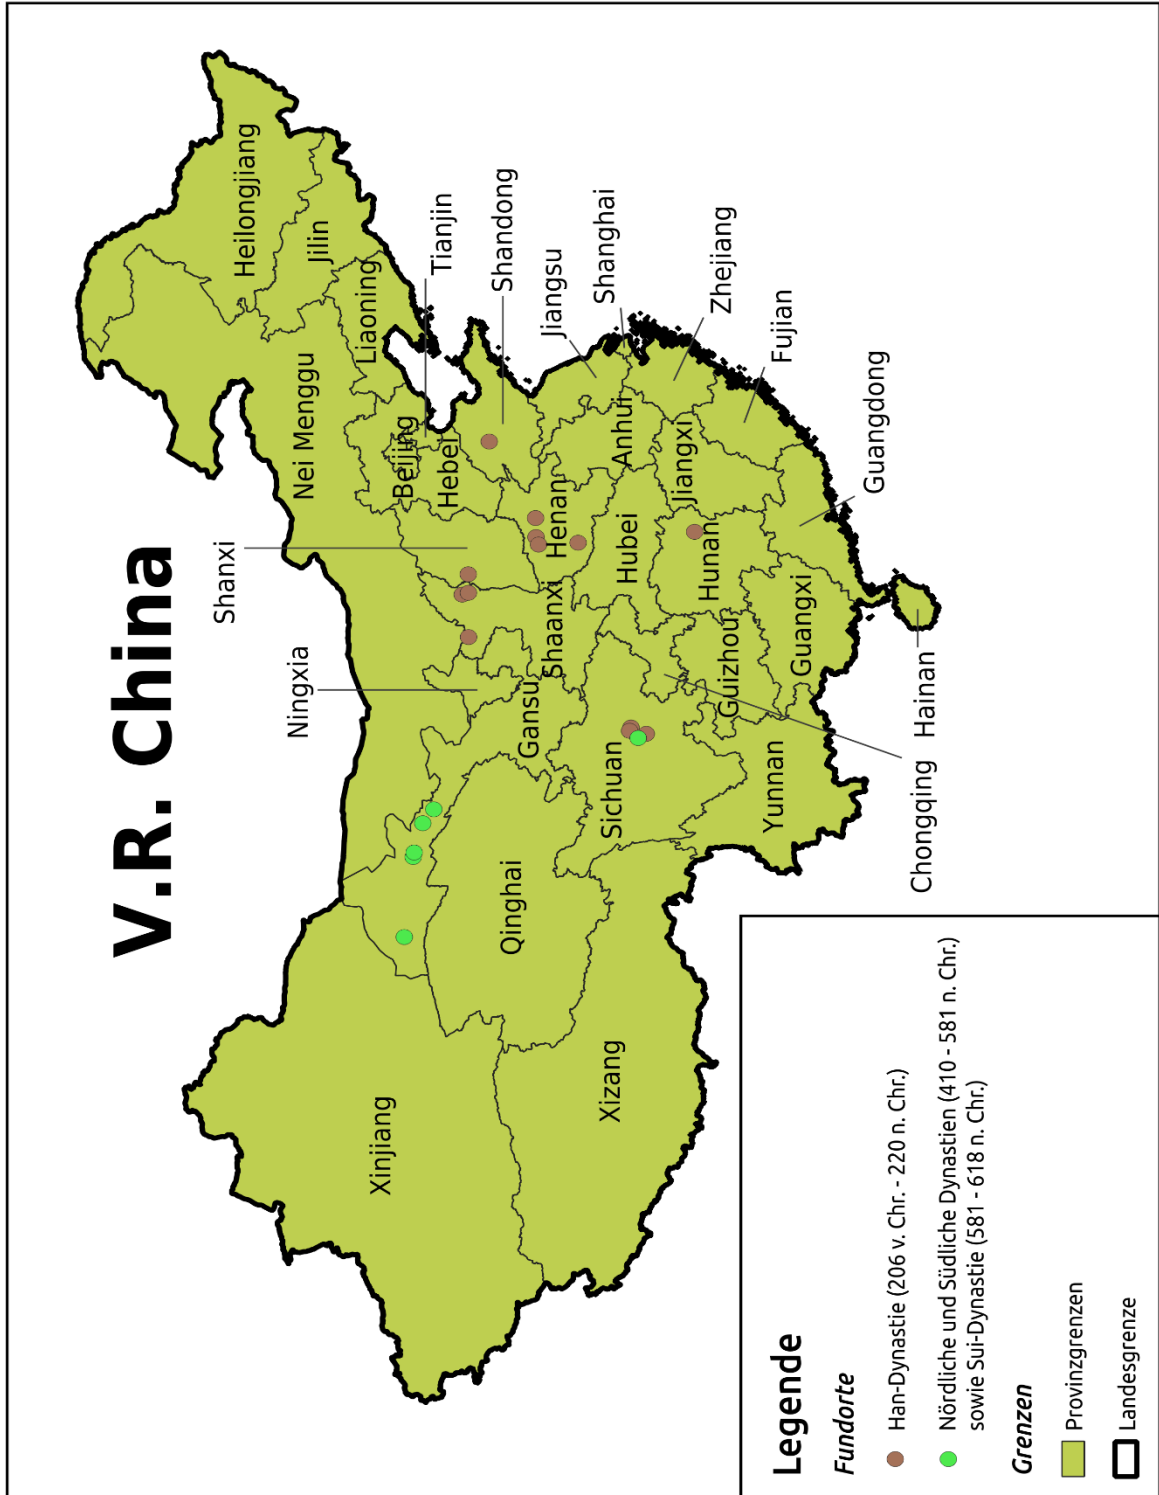 V.R. China
Heilongjiang
Jilin
Liaoning
Nei Menggu
Tianjin
Beijing
Hebei
Shandong
Shanxi
Ningxia
Jiangsu
Shanghai
Zhejiang
Fujian
Guangdong
Anhui
Jiangxi
Henan
Hubei
Hunan
Shaanxi
Gansu
Guizhou
Guangxi
Hainan
Chongqing
Sichuan
Yunnan
Qinghai
Xinjiang
Xizang
Legende
Fundorte
Han-Dynastie (206 v. Chr. - 220 n. Chr.)
Nördliche und Südliche Dynastien (410 - 581 n. Chr.)
sowie Sui-Dynastie (581 - 618 n. Chr.)
Grenzen
Provinzgrenzen
Landesgrenze